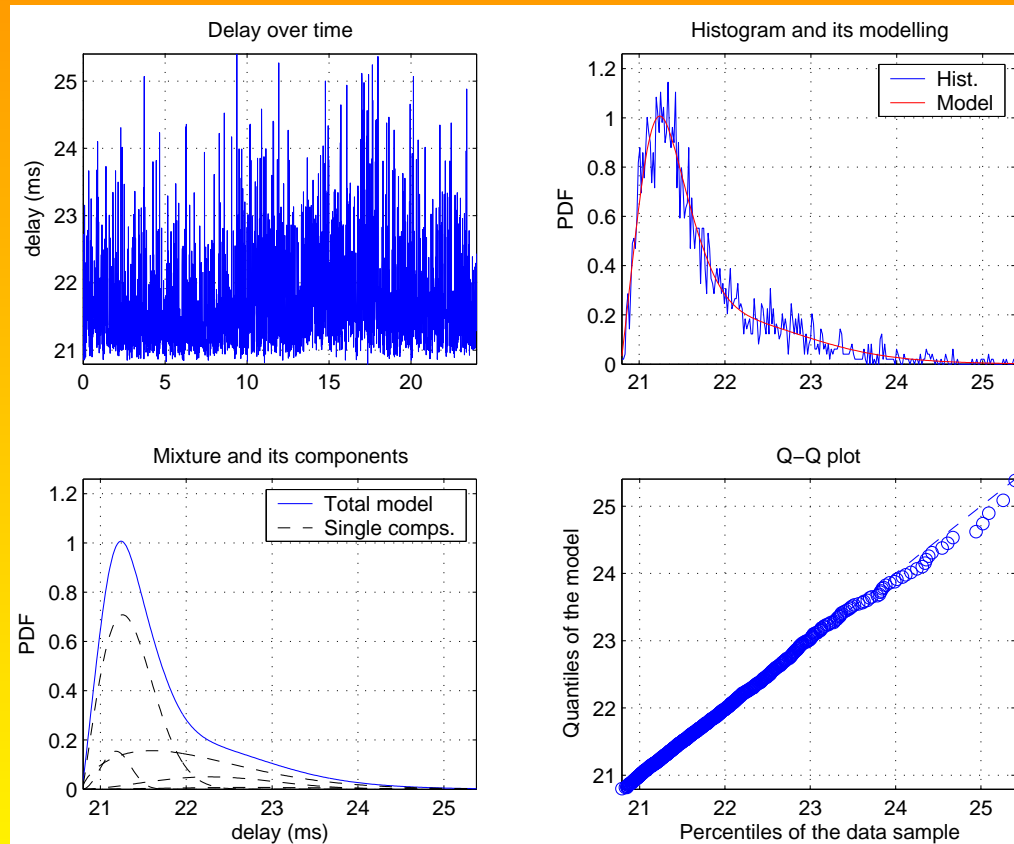 Delay over time
delay (ms)
25
24
23
22
21
0 5 10 15 20
Histogram and its modelling
PDF
1.2
1
0.8
0.6
0.4
0.2
0
Hist.
Model
21 22 23 24 25
Mixture and its components
PDF
1.2
1
0.8
0.6
0.4
0.2
0
Total model
Single comps.
21 22 23 24 25
delay (ms)
Q−Q plot
Quantiles of the model
25
24
23
22
21
21 22 23 24 25
Percentiles of the data sample